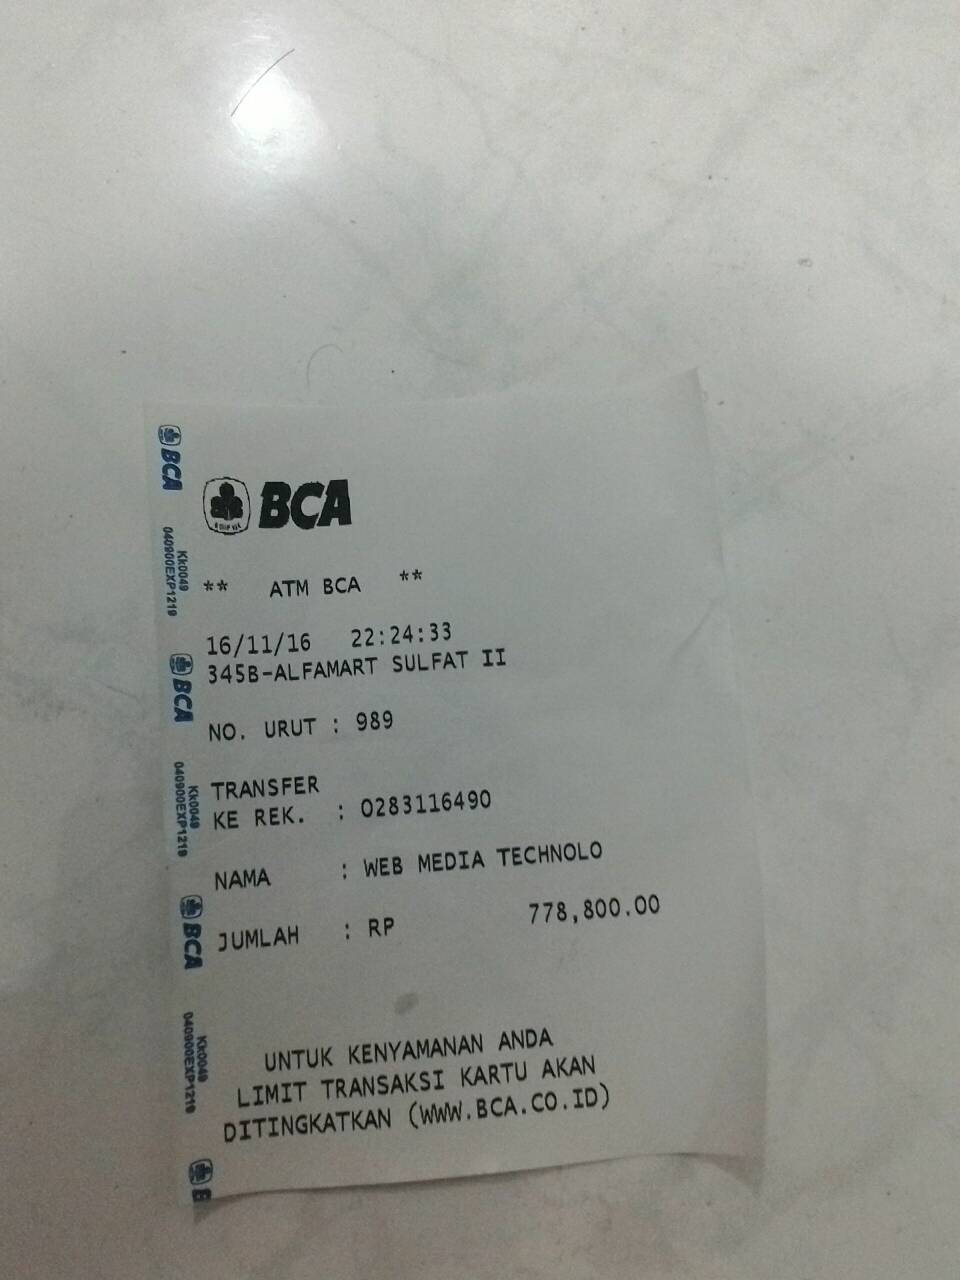 BCA
** ATM BCA **
16/11/16 22:24:33
345B-ALFAMART SULFAT II
NO. URUT : 989
TRANSFER
KE REK. : 0283116490
NAMA : WEB MEDIA TECHNOLO
JUMLAH : RP 778,800.00
UNTUK KENYAMANAN ANDA
LIMIT TRANSAKSI KARTU AKAN
DITINGKATKAN (WWW.BCA.CO.ID)
BCA
Kk0049
040900EXP1219
BCA
Kk0049
040900EXP1219
BCA
Kk0049
040900EXP1219
B